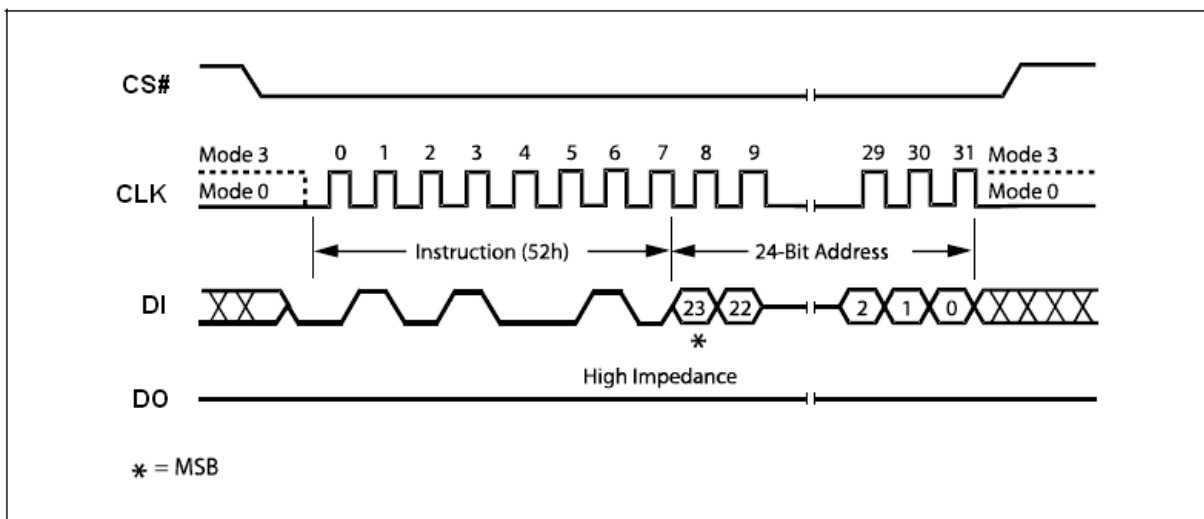 CS#
Mode 3
0 1 2 3 4 5 6 7 8 9 29 30 31
Mode 3
CLK
Mode 0
Mode 0
Instruction (52h)
24-Bit Address
DI
23 22 2 1 0
*
High Impedance
DO
* = MSB